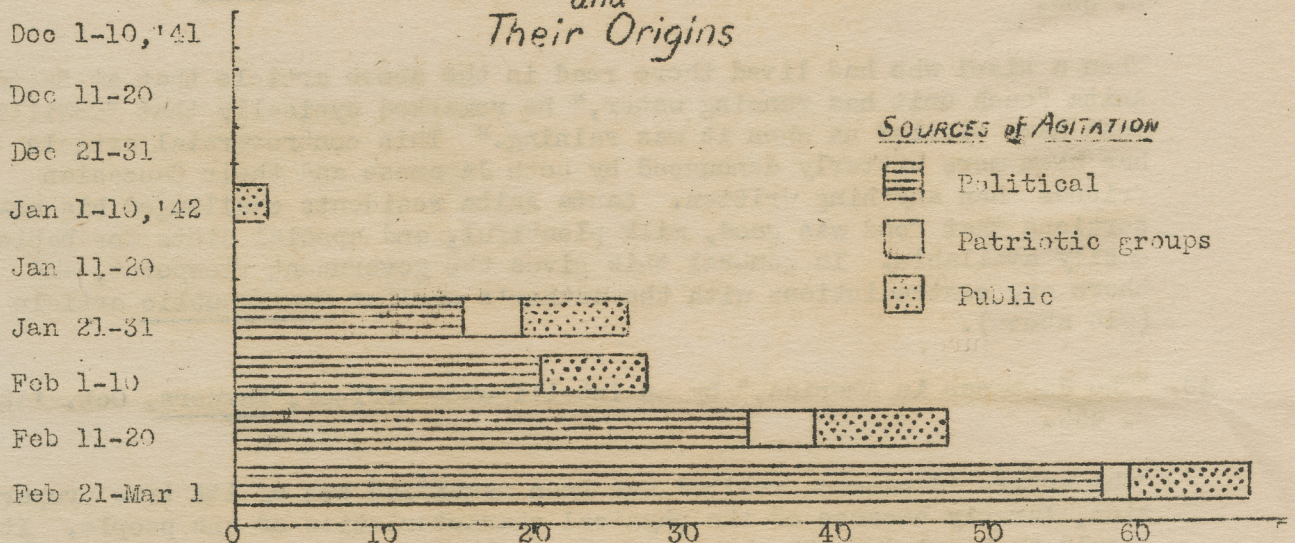 and
Their Origins
Dec 1-10,'41
Dec 11-20
Dec 21-31
Jan 1-10,'42
Jan 11-20
Jan 21-31
Feb 1-10
Feb 11-20
Feb 21-Mar 1
SOURCES of AGITATION
Political
Patriotic groups
Public
0 10 20 30 40 50 60